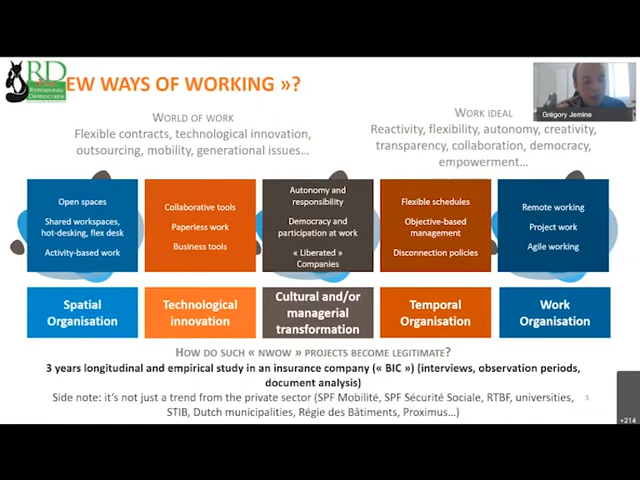 RD
Renouveau
Démocratie
EW WAYS OF WORKING »?
Grégory Jemine
WORLD OF WORK
Flexible contracts, technological innovation,
outsourcing, mobility, generational issues…
WORK IDEAL
Reactivity, flexibility, autonomy, creativity,
transparency, collaboration, democracy,
empowerment…
Open spaces
Shared workspaces,
hot-desking, flex desk
Activity-based work
Collaborative tools
Paperless work
Business tools
Autonomy and
responsibility
Democracy and
participation at work
« Liberated »
Companies
Flexible schedules
Objective-based
management
Disconnection policies
Remote working
Project work
Agile working
Spatial
Organisation
Technological
innovation
Cultural and/or
managerial
transformation
Temporal
Organisation
Work
Organisation
HOW DO SUCH « NWOW » PROJECTS BECOME LEGITIMATE?
3 years longitudinal and empirical study in an insurance company (« BIC ») (interviews, observation periods,
document analysis)
Side note: it's not just a trend from the private sector (SPF Mobilité, SPF Sécurité Sociale, RTBF, universities,
STIB, Dutch municipalities, Régie des Bâtiments, Proximus…)
3
+214